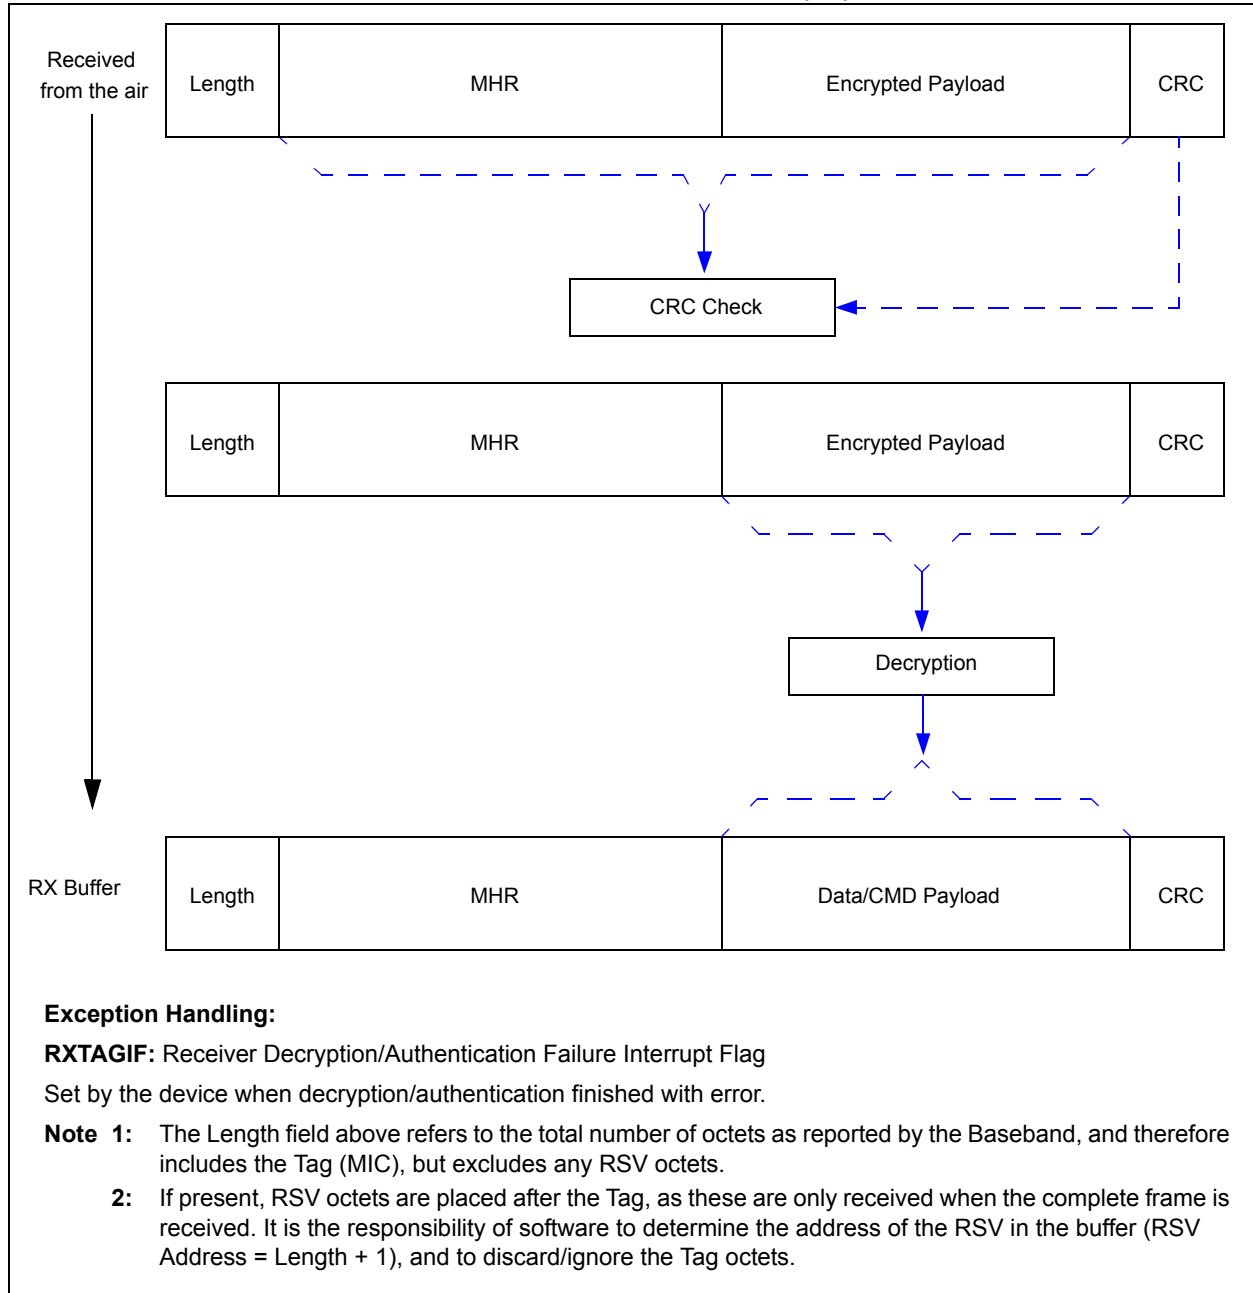 Received
from the air
Length
MHR
Encrypted Payload
CRC
CRC Check
Length
MHR
Encrypted Payload
CRC
Decryption
RX Buffer
Length
MHR
Data/CMD Payload
CRC
Exception Handling:
RXTAGIF: Receiver Decryption/Authentication Failure Interrupt Flag
Set by the device when decryption/authentication finished with error.
Note 1: The Length field above refers to the total number of octets as reported by the Baseband, and therefore
includes the Tag (MIC), but excludes any RSV octets.
2: If present, RSV octets are placed after the Tag, as these are only received when the complete frame is
received. It is the responsibility of software to determine the address of the RSV in the buffer (RSV
Address = Length + 1), and to discard/ignore the Tag octets.